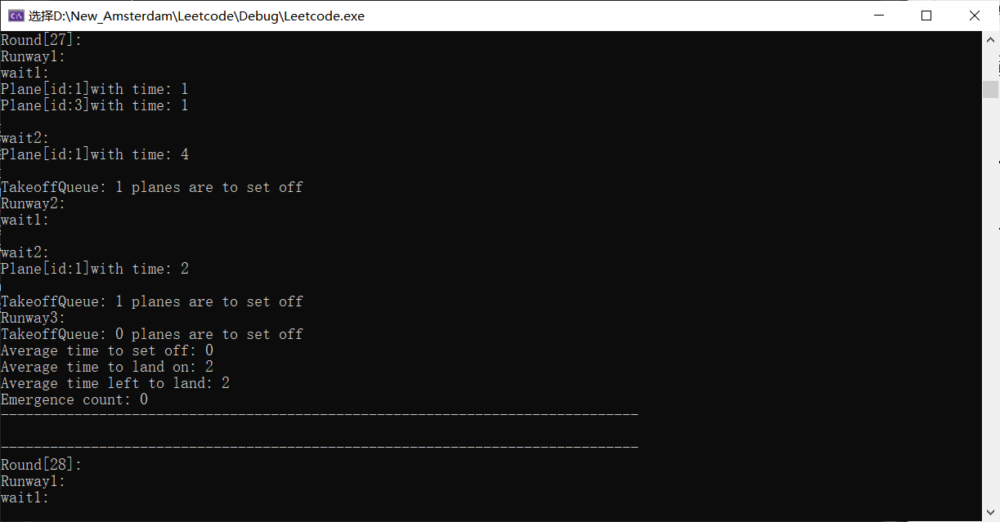 选择D:\New_Amsterdam\Leetcode\Debug\Leetcode.exe
Round[27]:
Runway1:
wait1:
Plane[id:1]with time: 1
Plane[id:3]with time: 1
wait2:
Plane[id:1]with time: 4
TakeoffQueue: 1 planes are to set off
Runway2:
wait1:
wait2:
Plane[id:1]with time: 2
TakeoffQueue: 1 planes are to set off
Runway3:
TakeoffQueue: 0 planes are to set off
Average time to set off: 0
Average time to land on: 2
Average time left to land: 2
Emergence count: 0
------------------------------------------------------------------------------
------------------------------------------------------------------------------
Round[28]:
Runway1:
wait1: